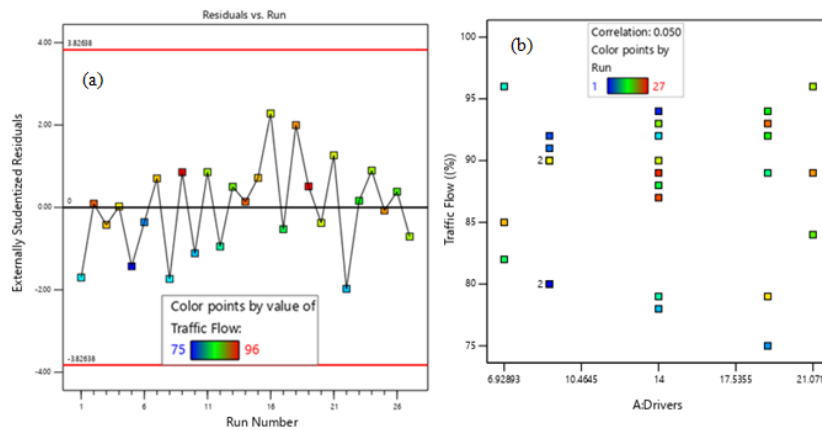 Residuals vs. Run
(a)
4.00
3.82638
2.00
0
0.00
-2.00
-3.82638
-4.00
Externally Studentized Residuals
Color points by value of
Traffic Flow:
75
96
1
6
11
16
21
26
Run Number
(b)
Correlation: 0.050
Color points by
Run
1
27
100
95
90
85
80
75
2
2
Traffic Flow ((%))
6.92893
10.4645
14
17.5355
21.071
A:Drivers